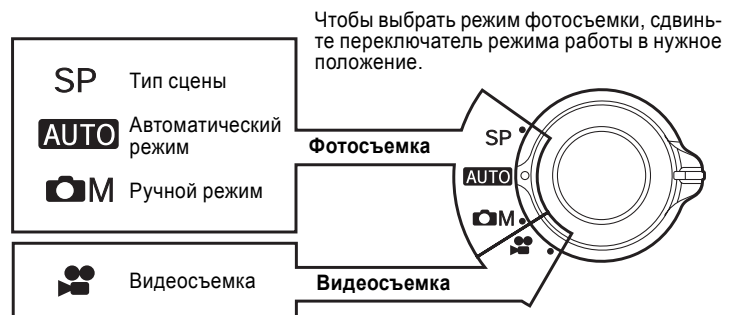 Чтобы выбрать режим фотосъемки, сдвинь-
те переключатель режима работы в нужное
положение.
SP Тип сцены
AUTO Автоматический
режим
M Ручной режим
Фотосъемка
SP
AUTO
M
Видеосъемка
Видеосъемка